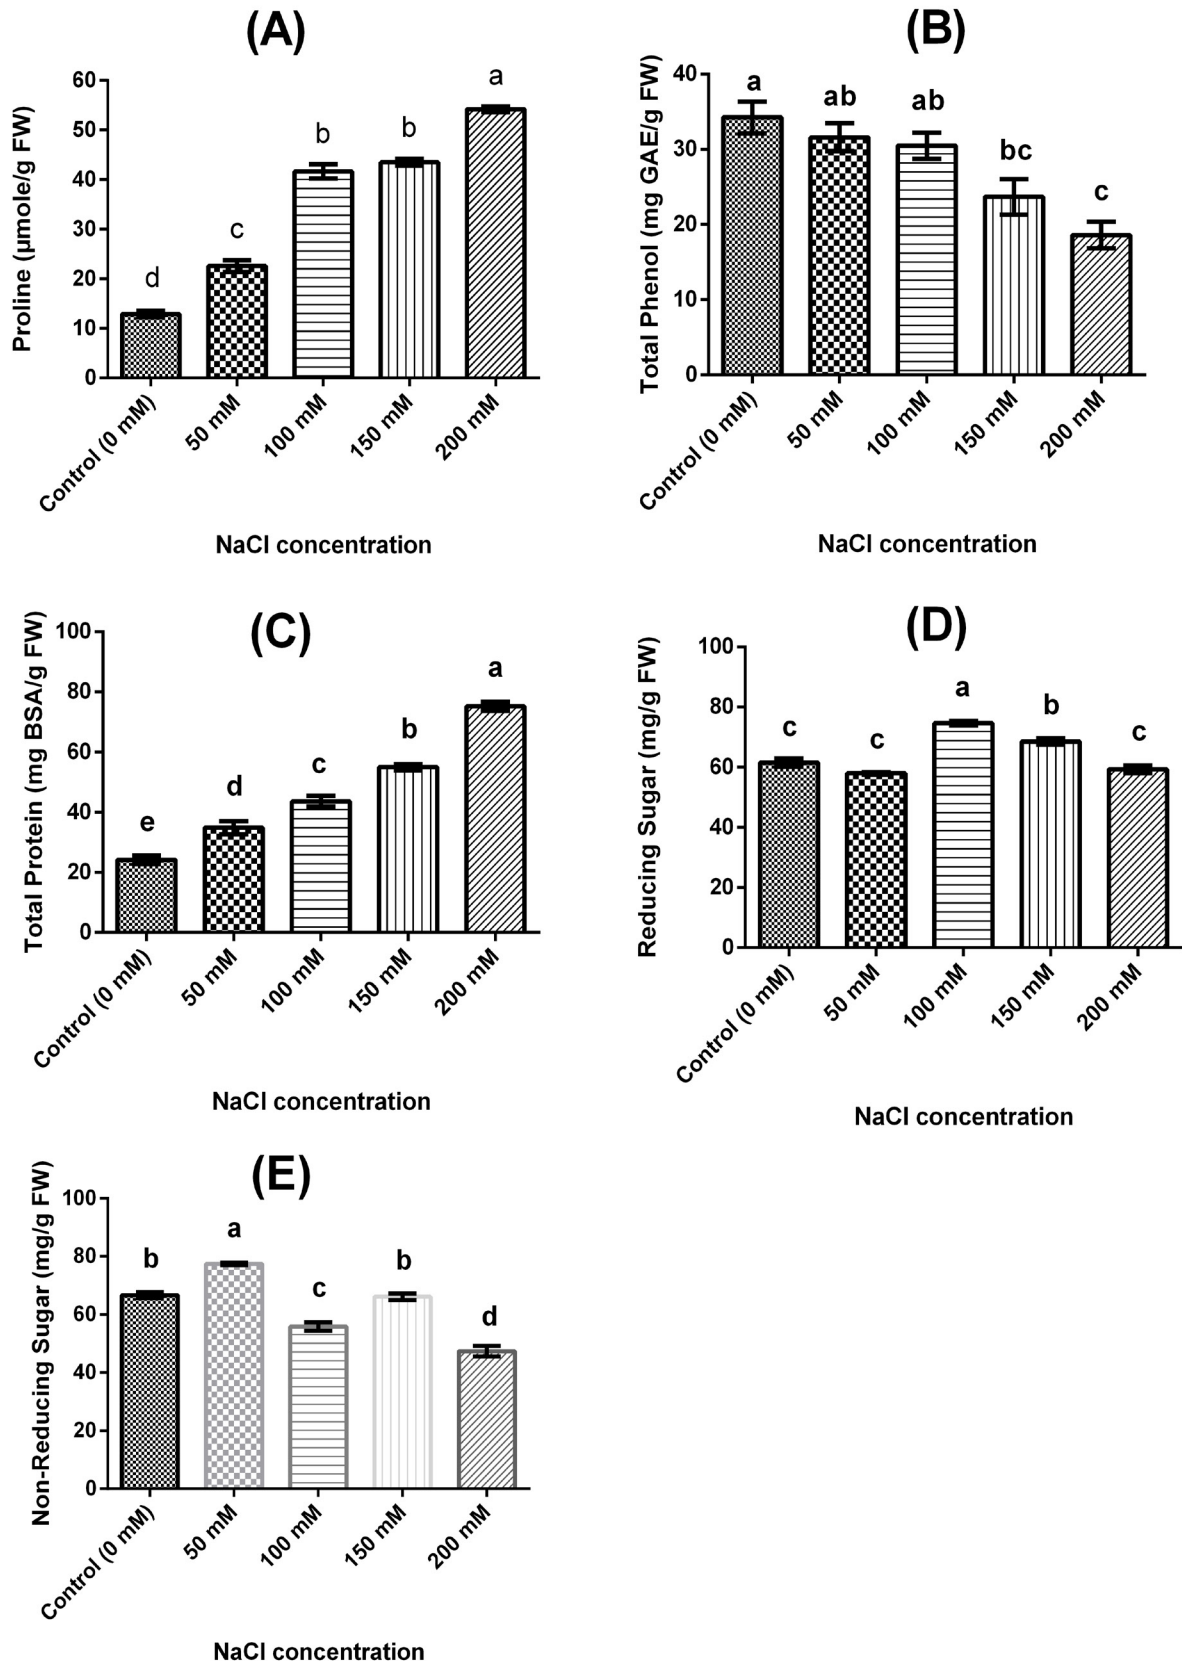 (A)
Proline (µmole/g FW)
60
50
40
30
20
10
0
d
c
b
b
a
Control (0 mM)
50 mM
100 mM
150 mM
200 mM
NaCl concentration
(B)
Total Phenol (mg GAE/g FW)
40
30
20
10
0
a
ab
ab
bc
c
Control (0 mM)
50 mM
100 mM
150 mM
200 mM
NaCl concentration
(C)
Total Protein (mg BSA/g FW)
100
80
60
40
20
0
e
d
c
b
a
Control (0 mM)
50 mM
100 mM
150 mM
200 mM
NaCl concentration
(D)
Reducing Sugar (mg/g FW)
100
80
60
40
20
0
c
c
a
b
c
Control (0 mM)
50 mM
100 mM
150 mM
200 mM
NaCl concentration
(E)
Non-Reducing Sugar (mg/g FW)
100
80
60
40
20
0
b
a
c
b
d
Control (0 mM)
50 mM
100 mM
150 mM
200 mM
NaCl concentration